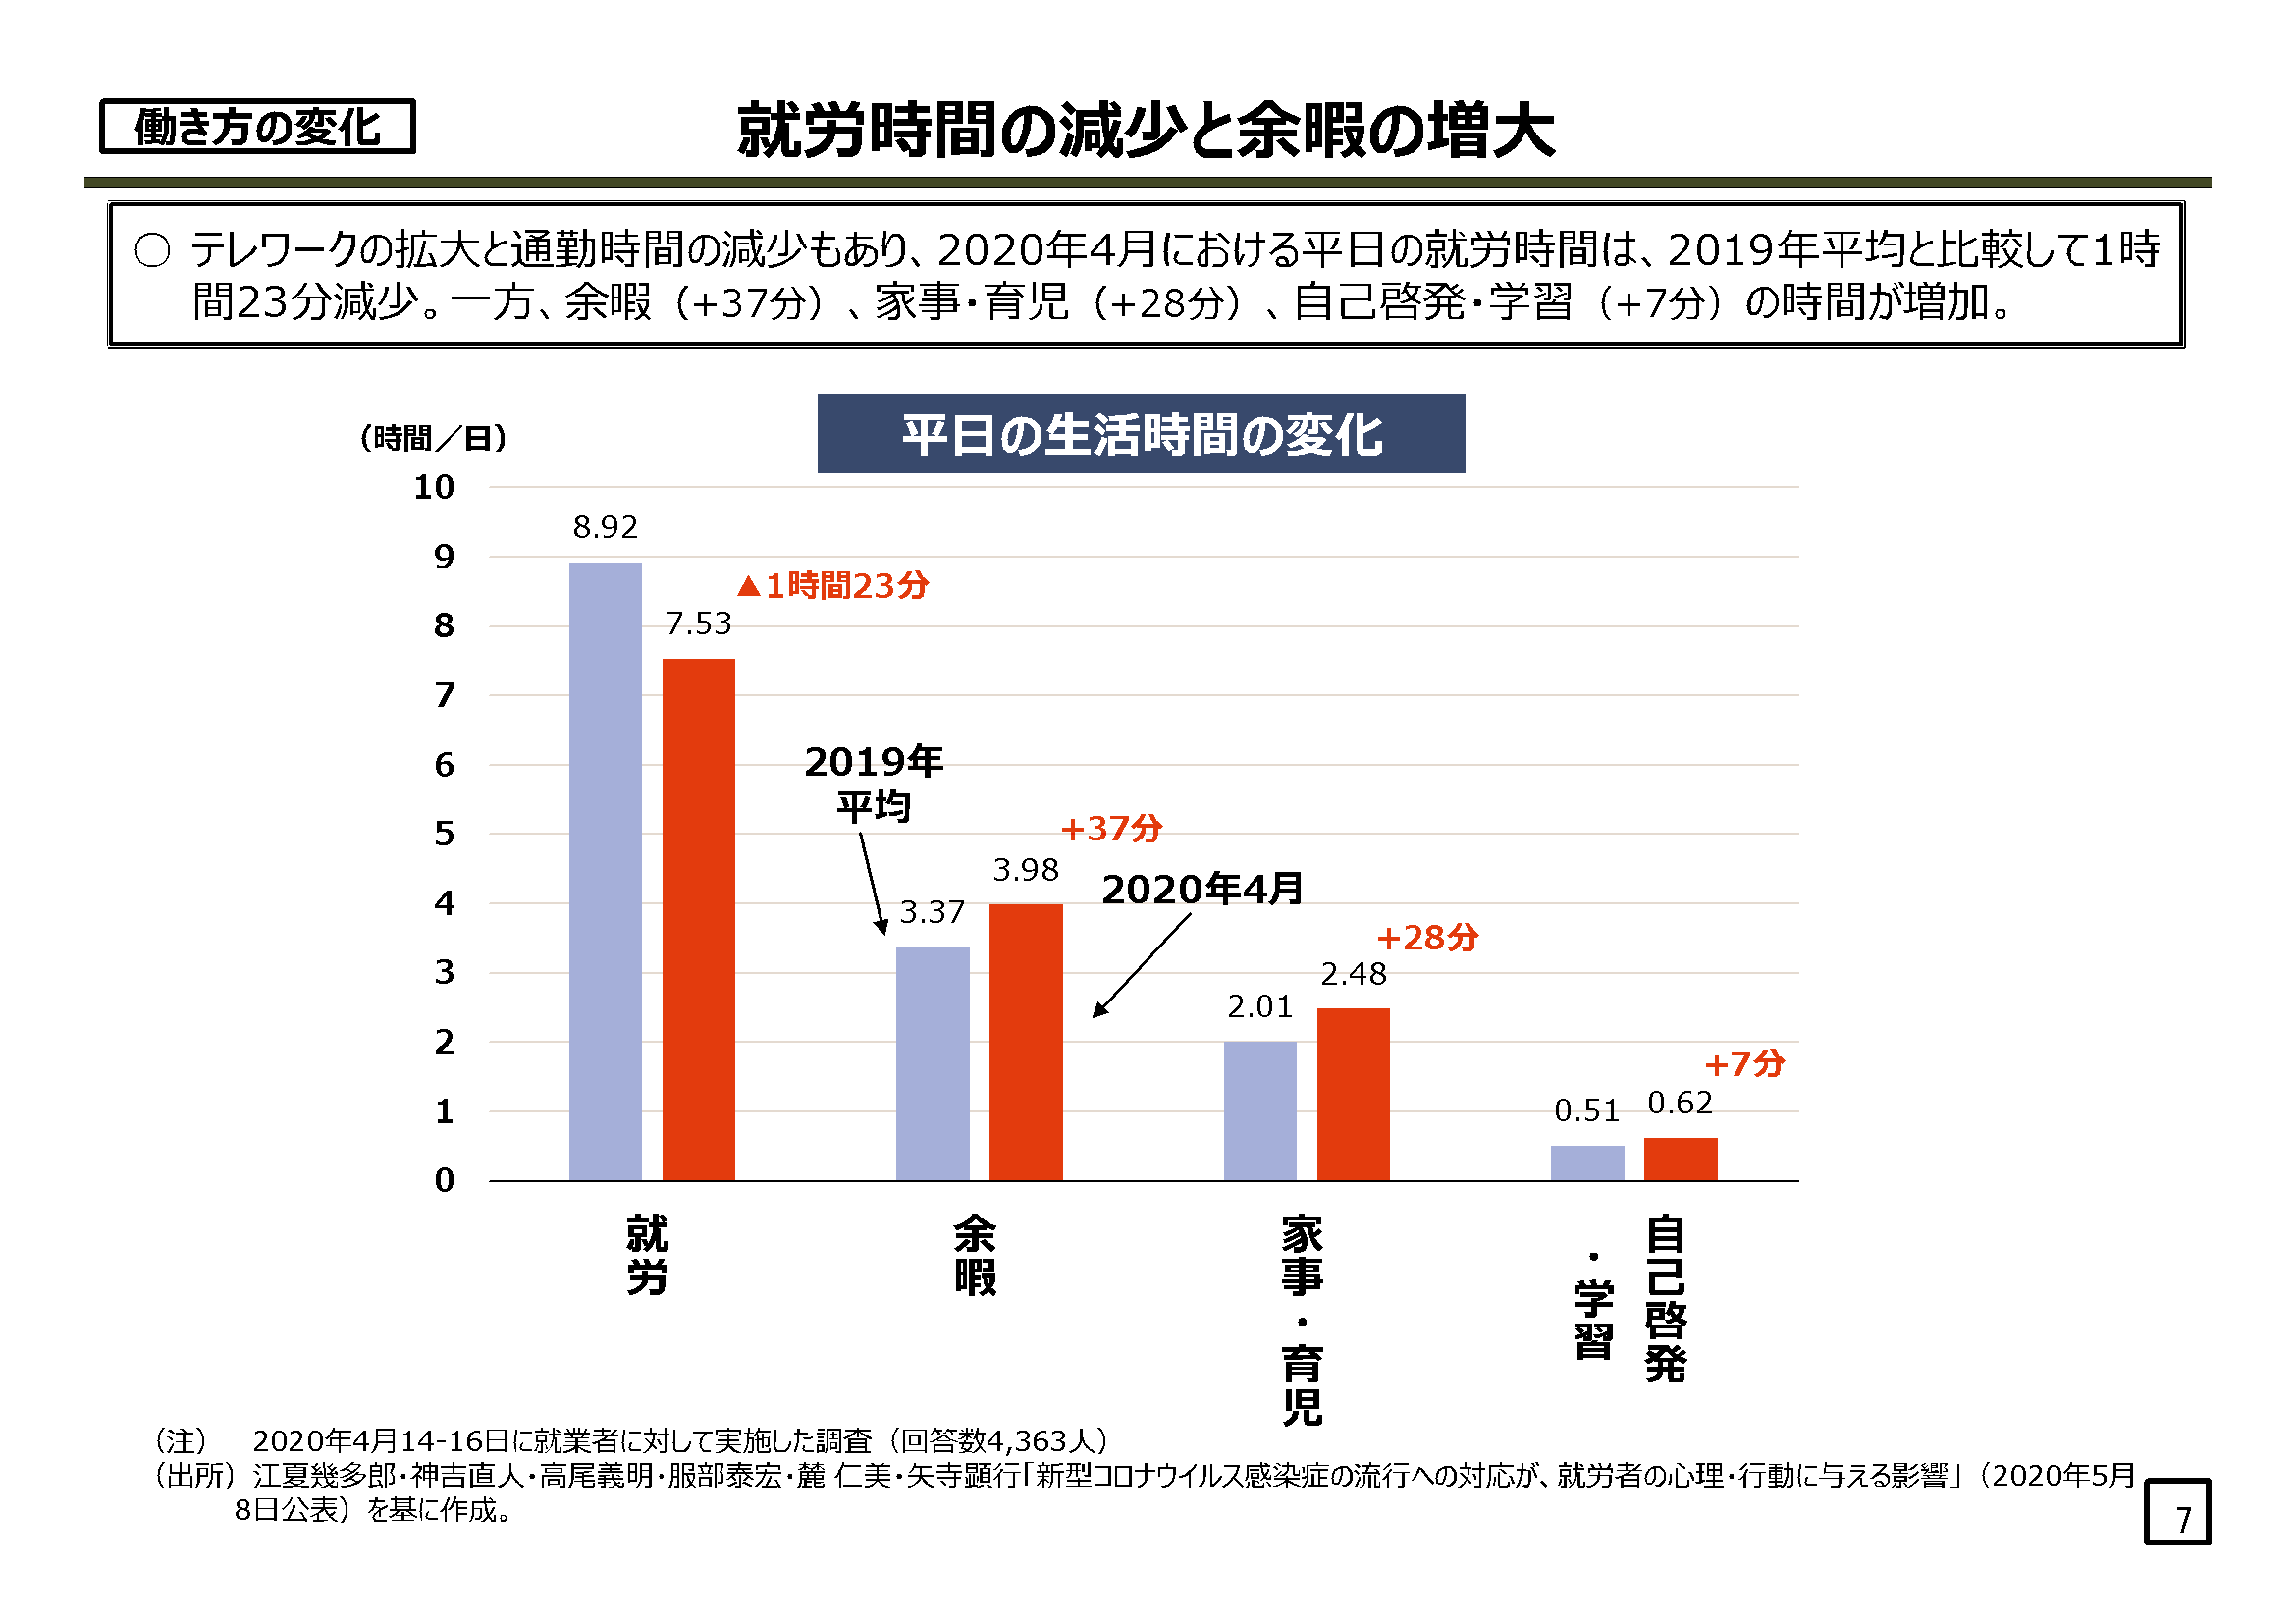 働き方の変化
就労時間の減少と余暇の増大
○ テレワークの拡大と通勤時間の減少もあり、2020年4月における平日の就労時間は、2019年平均と比較して1時
間23分減少。一方、余暇（+37分）、家事・育児（+28分）、自己啓発・学習（+7分）の時間が増加。
平日の生活時間の変化
（時間／日）
10
9
8
7
6
5
4
3
2
1
0
8.92
7.53
▲1時間23分
2019年
平均
3.37
3.98
+37分
2020年4月
2.01
2.48
+28分
0.51
0.62
+7分
就労
余暇
家事・育児
自己啓発
・学習
（注） 2020年4月14-16日に就業者に対して実施した調査（回答数4,363人）
（出所）江夏幾多郎・神吉直人・高尾義明・服部泰宏・麓 仁美・矢寺顕行「新型コロナウイルス感染症の流行への対応が、就労者の心理・行動に与える影響」（2020年5月
8日公表）を基に作成。
7